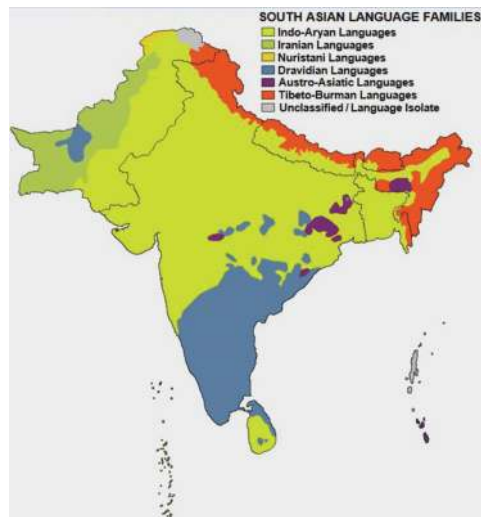 SOUTH ASIAN LANGUAGE FAMILIES
Indo-Aryan Languages
Iranian Languages
Nuristani Languages
Dravidian Languages
Austro-Asiatic Languages
Tibeto-Burman Languages
Unclassified / Language Isolate